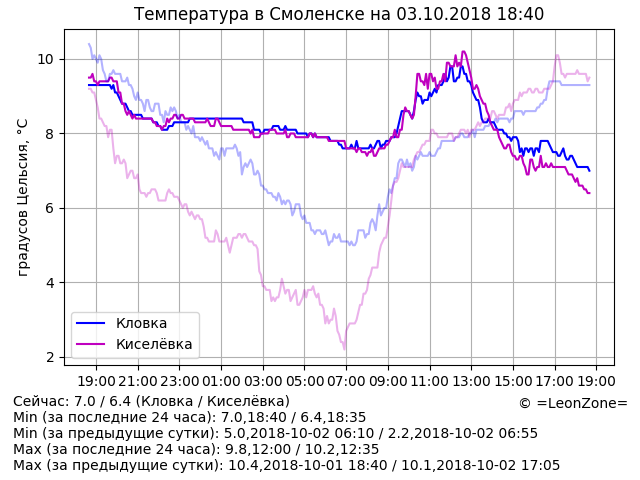 Температура в Смоленске на 03.10.2018 18:40
градусов Цельсия, °C
10
8
6
4
2
Кловка
Киселёвка
19:00 21:00 23:00 01:00 03:00 05:00 07:00 09:00 11:00 13:00 15:00 17:00 19:00
Сейчас: 7.0 / 6.4 (Кловка / Киселёвка)
© =LeonZone=
Min (за последние 24 часа): 7.0,18:40 / 6.4,18:35
Min (за предыдущие сутки): 5.0,2018-10-02 06:10 / 2.2,2018-10-02 06:55
Max (за последние 24 часа): 9.8,12:00 / 10.2,12:35
Max (за предыдущие сутки): 10.4,2018-10-01 18:40 / 10.1,2018-10-02 17:05